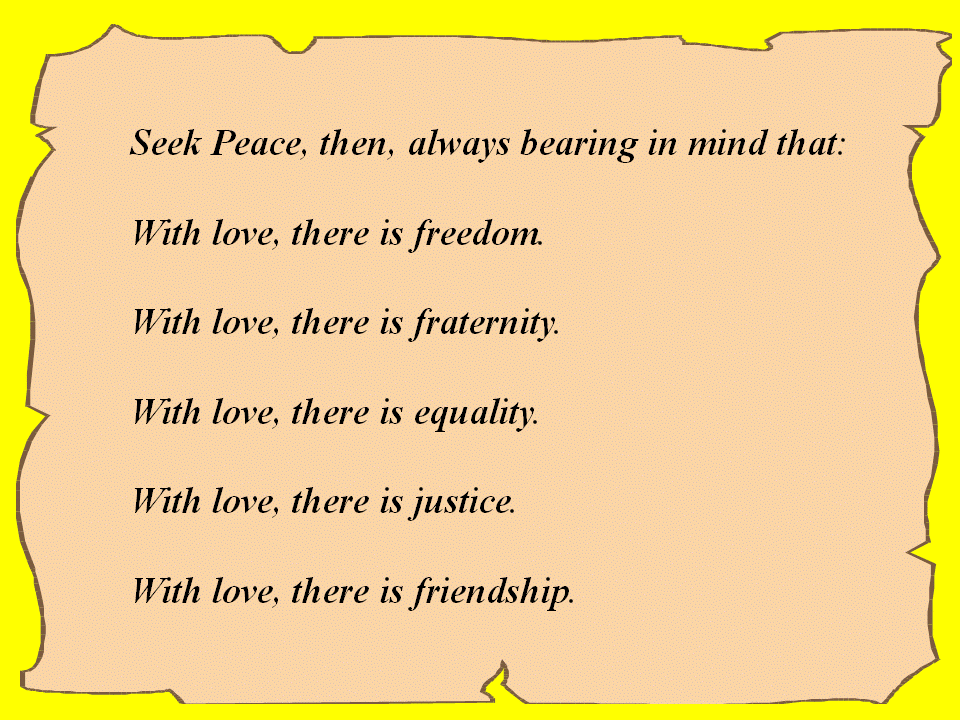 Seek Peace, then, always bearing in mind that:
With love, there is freedom.
With love, there is fraternity.
With love, there is equality.
With love, there is justice.
With love, there is friendship.